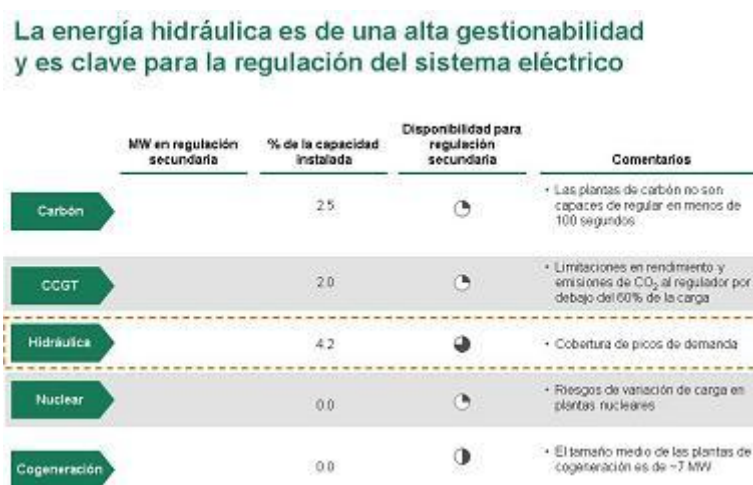 La energía hidráulica es de una alta gestionabilidad
y es clave para la regulación del sistema eléctrico
MW en regulación
secundaria
% de la capacidad
instalada
Disponibilidad para
regulación
secundaria
Comentarios
Carbón
2.5
• Las plantas de carbón no son
capaces de regular en menos de
100 segundos
CCGT
2.0
• Limitaciones en rendimiento y
emisiones de CO₂ al regulador por
debajo del 60% de la carga
Hidráulica
4.2
• Cobertura de picos de demanda
Nuclear
0.0
• Riesgos de variación de carga en
plantas nucleares
Cogeneración
0.0
• El tamaño medio de las plantas de
cogeneración es de ~7 MW